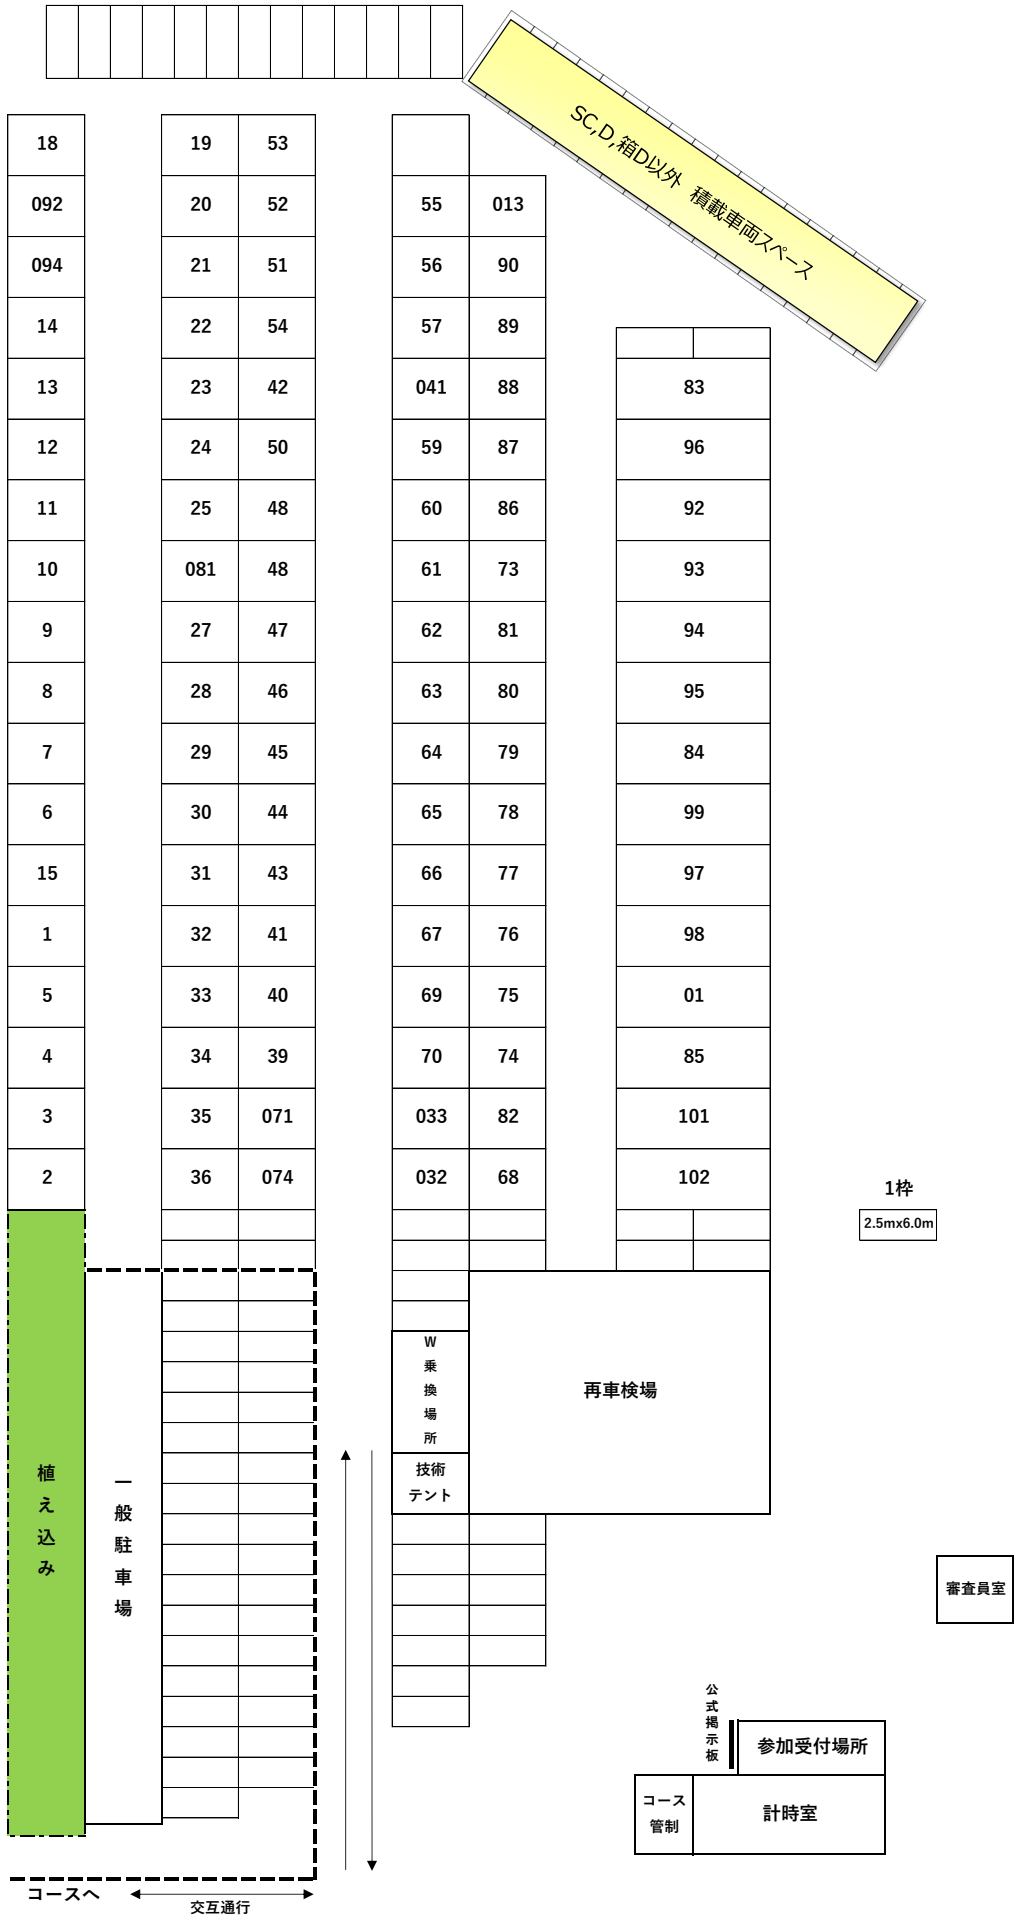 SC,D,箱D以外　積載車両スペース
18 19 53
092 20 52 55 013
094 21 51 56 90
14 22 54 57 89
13 23 42 041 88 83
12 24 50 59 87 96
11 25 48 60 86 92
10 081 48 61 73 93
9 27 47 62 81 94
8 28 46 63 80 95
7 29 45 64 79 84
6 30 44 65 78 99
15 31 43 66 77 97
1 32 41 67 76 98
5 33 40 69 75 01
4 34 39 70 74 85
3 35 071 033 82 101
2 36 074 032 68 102
1枠
2.5mx6.0m
W乗換場所
再車検場
技術
テント
植え込み
一般駐車場
審査員室
公式掲示板
参加受付場所
コース
管制
計時室
コースへ
交互通行